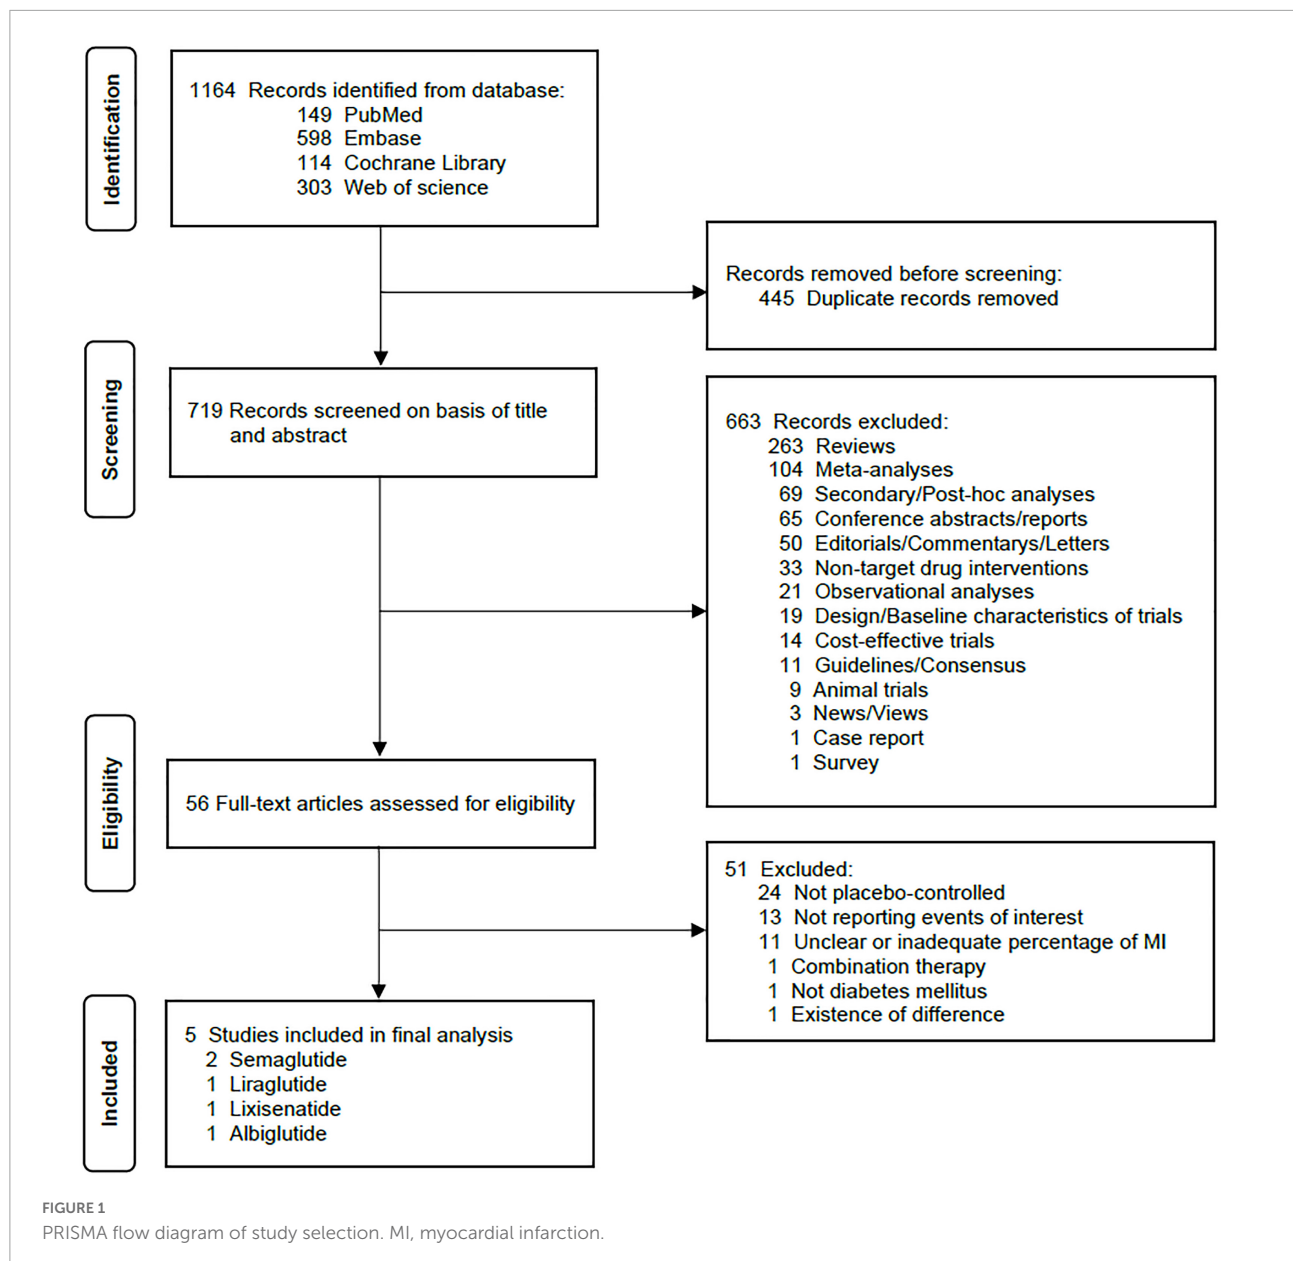 Identification
1164 Records identified from database:
149 PubMed
598 Embase
114 Cochrane Library
303 Web of science
Records removed before screening:
445 Duplicate records removed
Screening
719 Records screened on basis of title
and abstract
663 Records excluded:
263 Reviews
104 Meta-analyses
69 Secondary/Post-hoc analyses
65 Conference abstracts/reports
50 Editorials/Commentarys/Letters
33 Non-target drug interventions
21 Observational analyses
19 Design/Baseline characteristics of trials
14 Cost-effective trials
11 Guidelines/Consensus
9 Animal trials
3 News/Views
1 Case report
1 Survey
Eligibility
56 Full-text articles assessed for eligibility
51 Excluded:
24 Not placebo-controlled
13 Not reporting events of interest
11 Unclear or inadequate percentage of MI
1 Combination therapy
1 Not diabetes mellitus
1 Existence of difference
Included
5 Studies included in final analysis
2 Semaglutide
1 Liraglutide
1 Lixisenatide
1 Albiglutide
FIGURE 1
PRISMA flow diagram of study selection. MI, myocardial infarction.